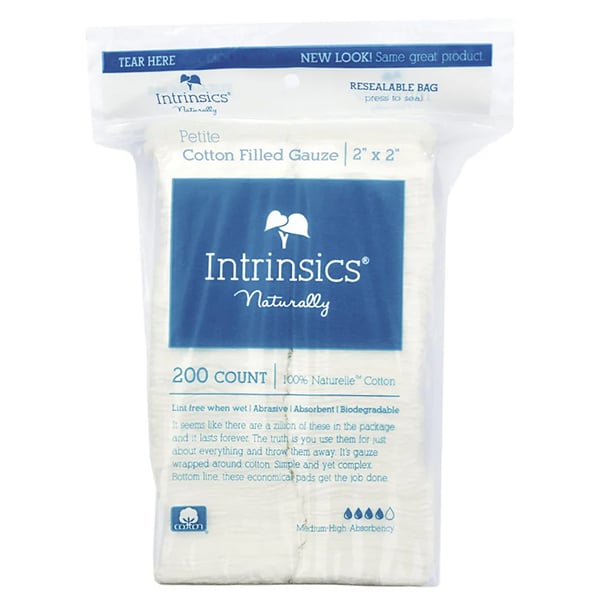 TEAR HERE
NEW LOOK! Same great product.
Intrinsics®
Naturally
RESEALABLE BAG
press to seal
Petite
Cotton Filled Gauze | 2" x 2"
Intrinsics®
Naturally
200 COUNT | 100% Naturelle™ Cotton
Lint free when wet | Abrasive | Absorbent | Biodegradable
It seems like there are a zillion of these in the package
and it lasts forever. The truth is you use them for just
about everything and throw them away. It's gauze
wrapped around cotton. Simple and yet complex.
Bottom line, these economical pads get the job done.
cotton
Medium-High Absorbency